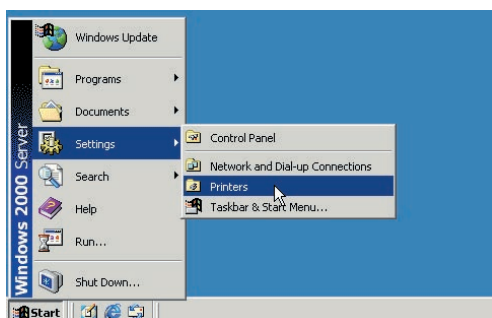 Windows 2000 Server
Windows Update
Programs
Documents
Settings
Search
Help
Run...
Shut Down...
Control Panel
Network and Dial-up Connections
Printers
Taskbar & Start Menu...
Start